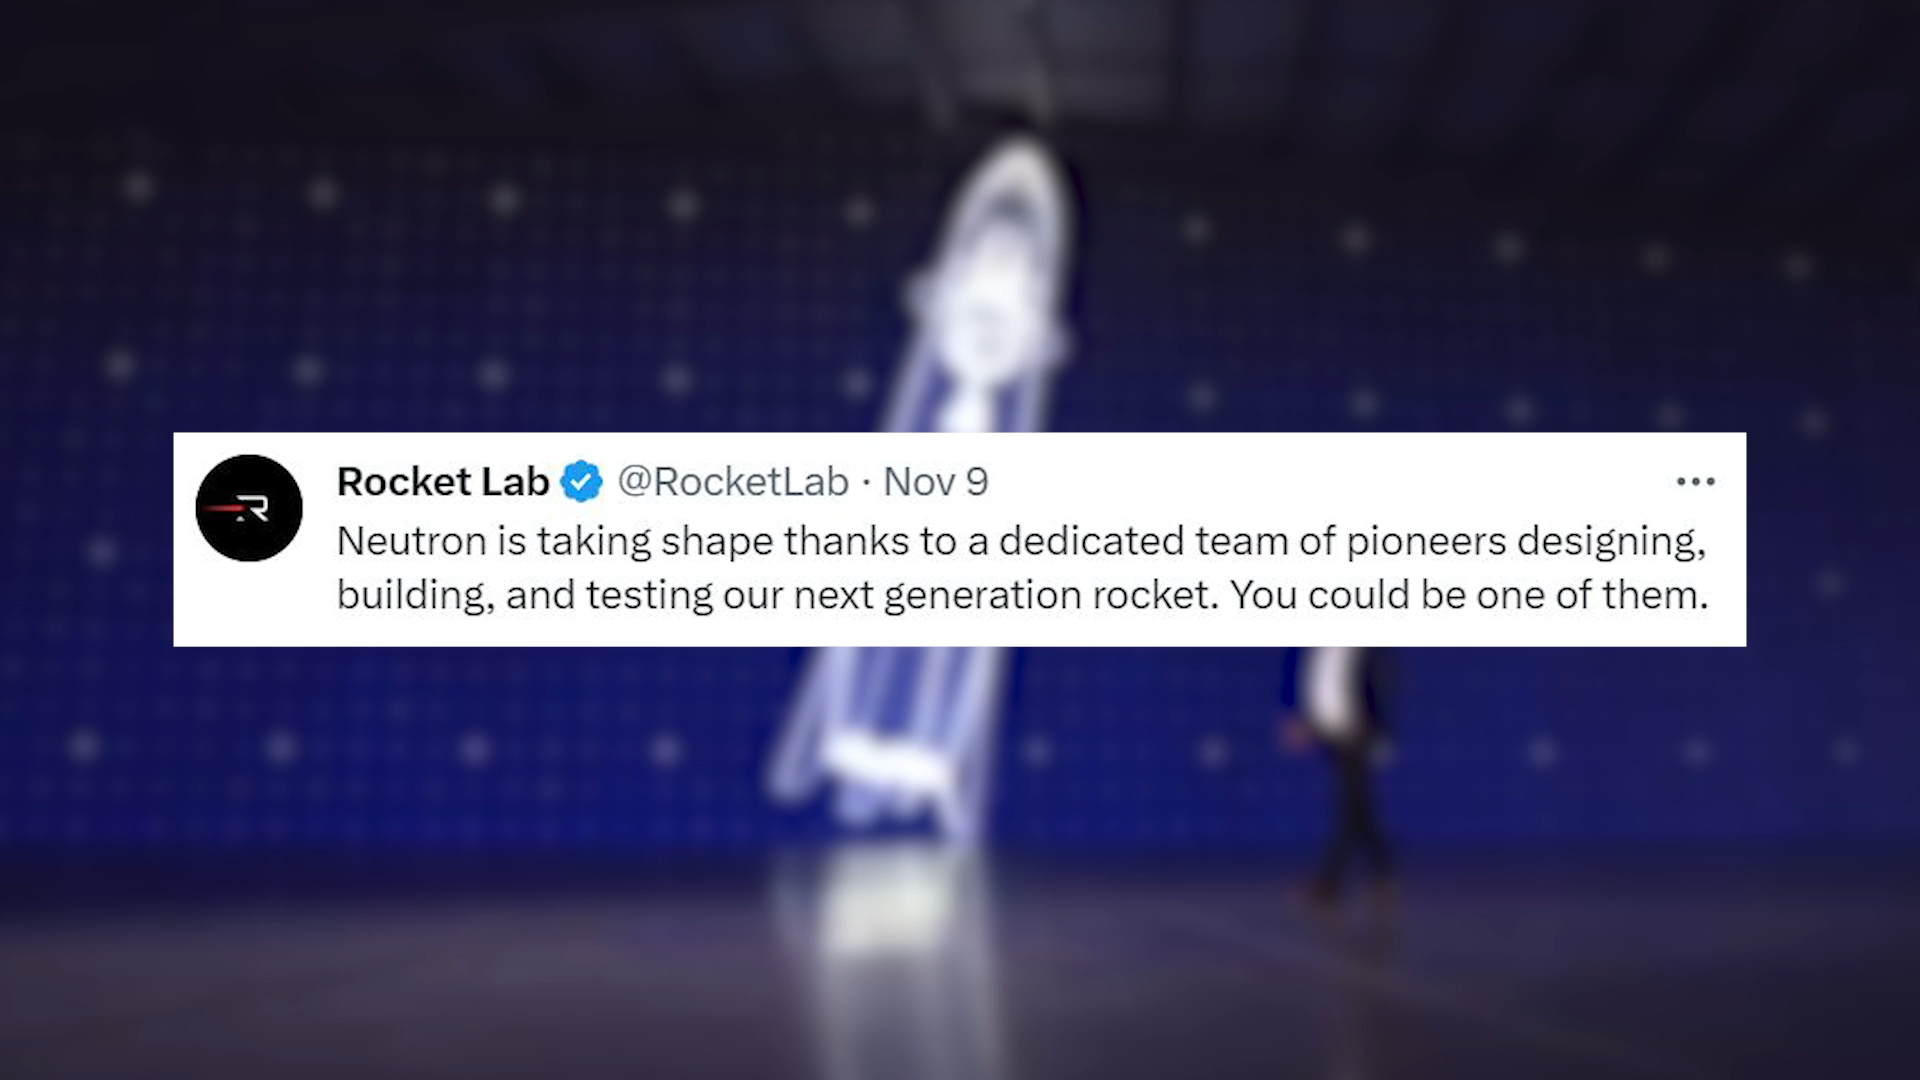 Rocket Lab @RocketLab · Nov 9
Neutron is taking shape thanks to a dedicated team of pioneers designing,
building, and testing our next generation rocket. You could be one of them.